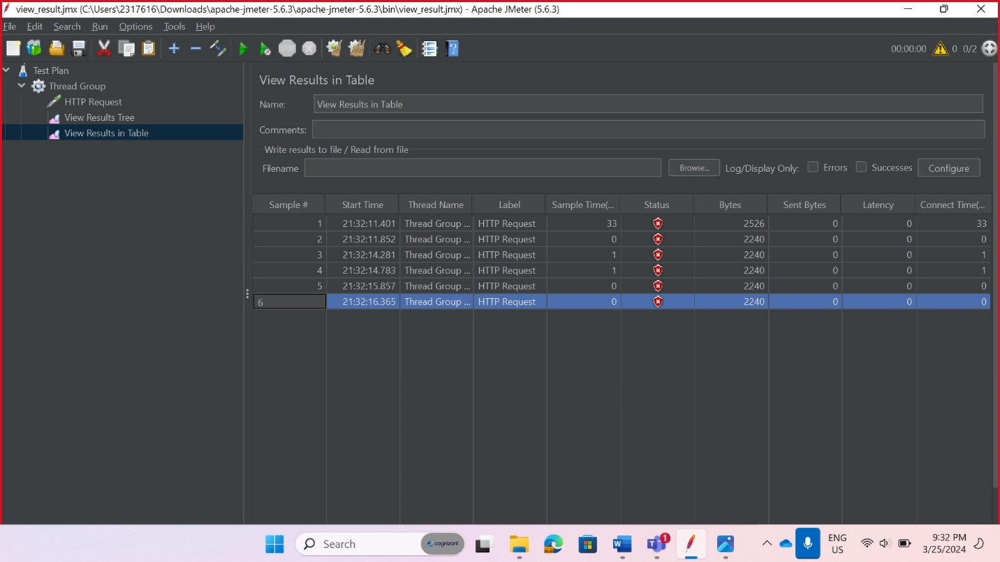 view_result.jmx (C:\Users\2317616\Downloads\apache-jmeter-5.6.3\apache-jmeter-5.6.3\bin\view_result.jmx) - Apache JMeter (5.6.3)
File Edit Search Run Options Tools Help
00:00:00 0 0/2
Test Plan
Thread Group
HTTP Request
View Results Tree
View Results in Table
View Results in Table
Name: View Results in Table
Comments:
Write results to file / Read from file
Filename Browse... Log/Display Only: Errors Successes Configure
Sample # Start Time Thread Name Label Sample Time(... Status Bytes Sent Bytes Latency Connect Time(...
1 21:32:11.401 Thread Group ... HTTP Request 33 2526 0 0 33
2 21:32:11.852 Thread Group ... HTTP Request 0 2240 0 0 0
3 21:32:14.281 Thread Group ... HTTP Request 1 2240 0 0 1
4 21:32:14.783 Thread Group ... HTTP Request 1 2240 0 0 1
5 21:32:15.857 Thread Group ... HTTP Request 0 2240 0 0 0
6 21:32:16.365 Thread Group ... HTTP Request 0 2240 0 0 0
Search cognizant 1 ENG US 9:32 PM 3/25/2024